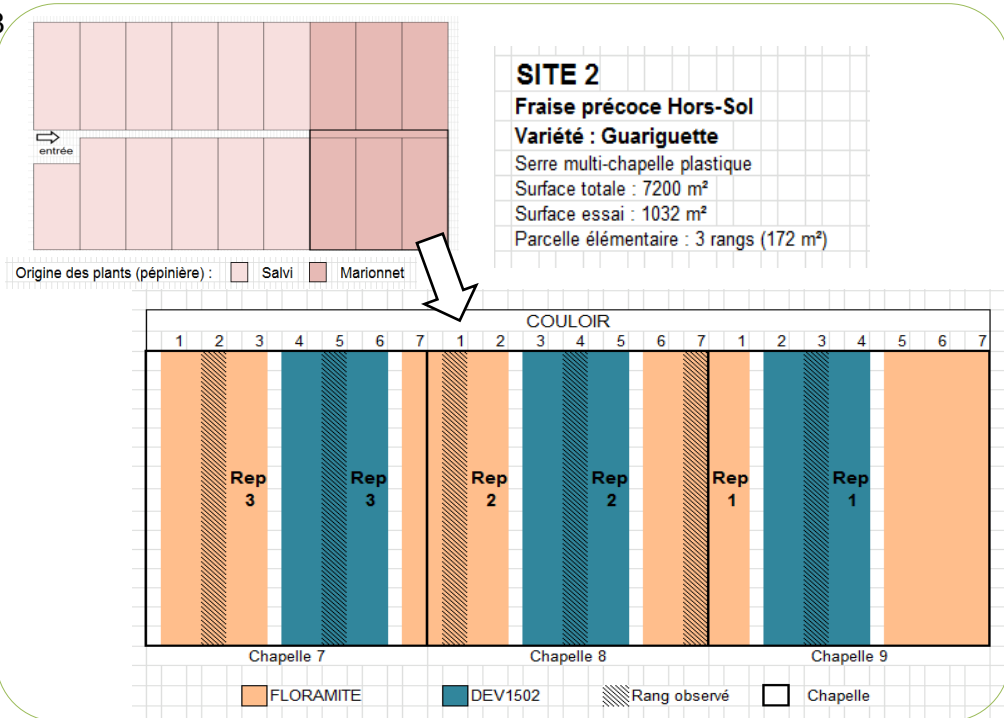 3
entrée
Origine des plants (pépinière) : Salvi Marionnet
SITE 2
Fraise précoce Hors-Sol
Variété : Guariguette
Serre multi-chapelle plastique
Surface totale : 7200 m²
Surface essai : 1032 m²
Parcelle élémentaire : 3 rangs (172 m²)
COULOIR
1 2 3 4 5 6 7 1 2 3 4 5 6 7 1 2 3 4 5 6 7
Rep Rep Rep Rep Rep Rep
3 3 2 2 1 1
Chapelle 7 Chapelle 8 Chapelle 9
FLORAMITE DEV1502 Rang observé Chapelle